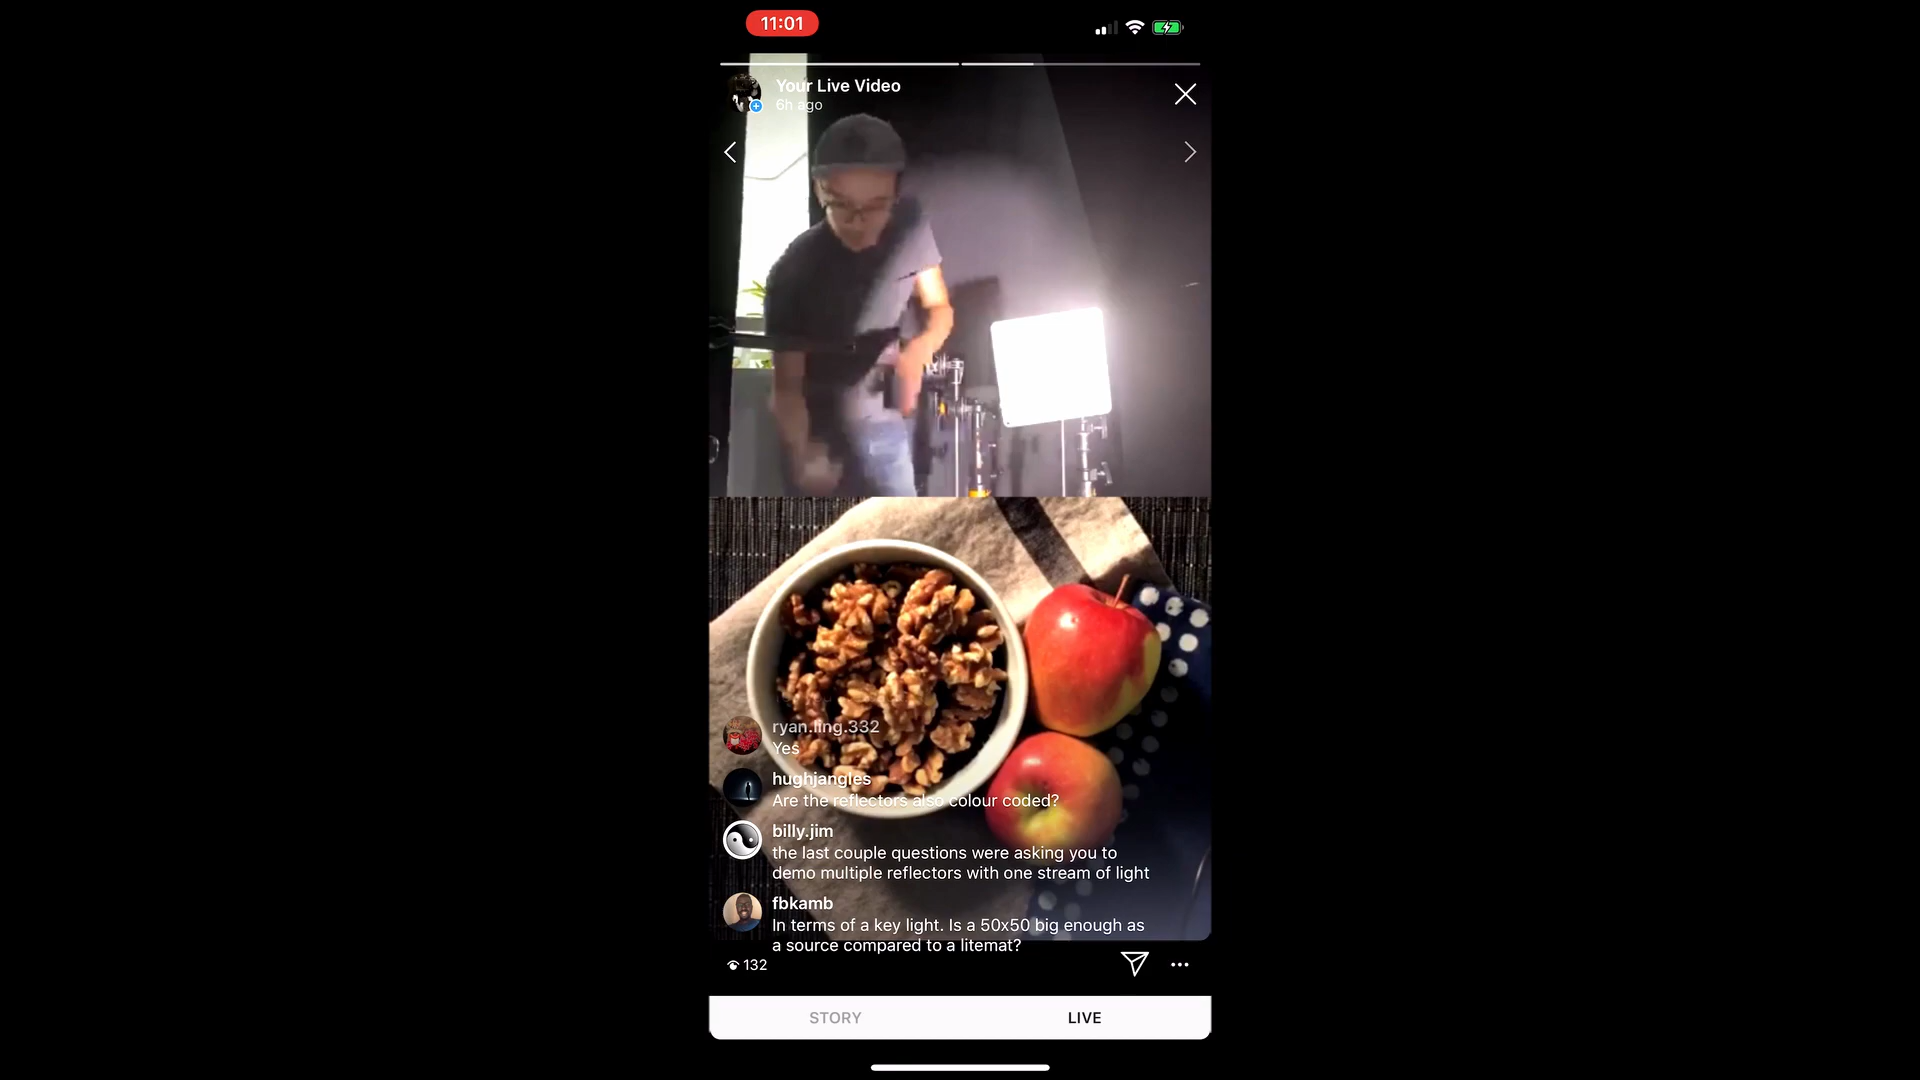 11:01
Your Live Video
6h ago
ryan.ling.332
Yes
hughjangles
Are the reflectors also colour coded?
billy.jim
the last couple questions were asking you to
demo multiple reflectors with one stream of light
fbkamb
In terms of a key light. Is a 50x50 big enough as
a source compared to a litemat?
132
STORY
LIVE